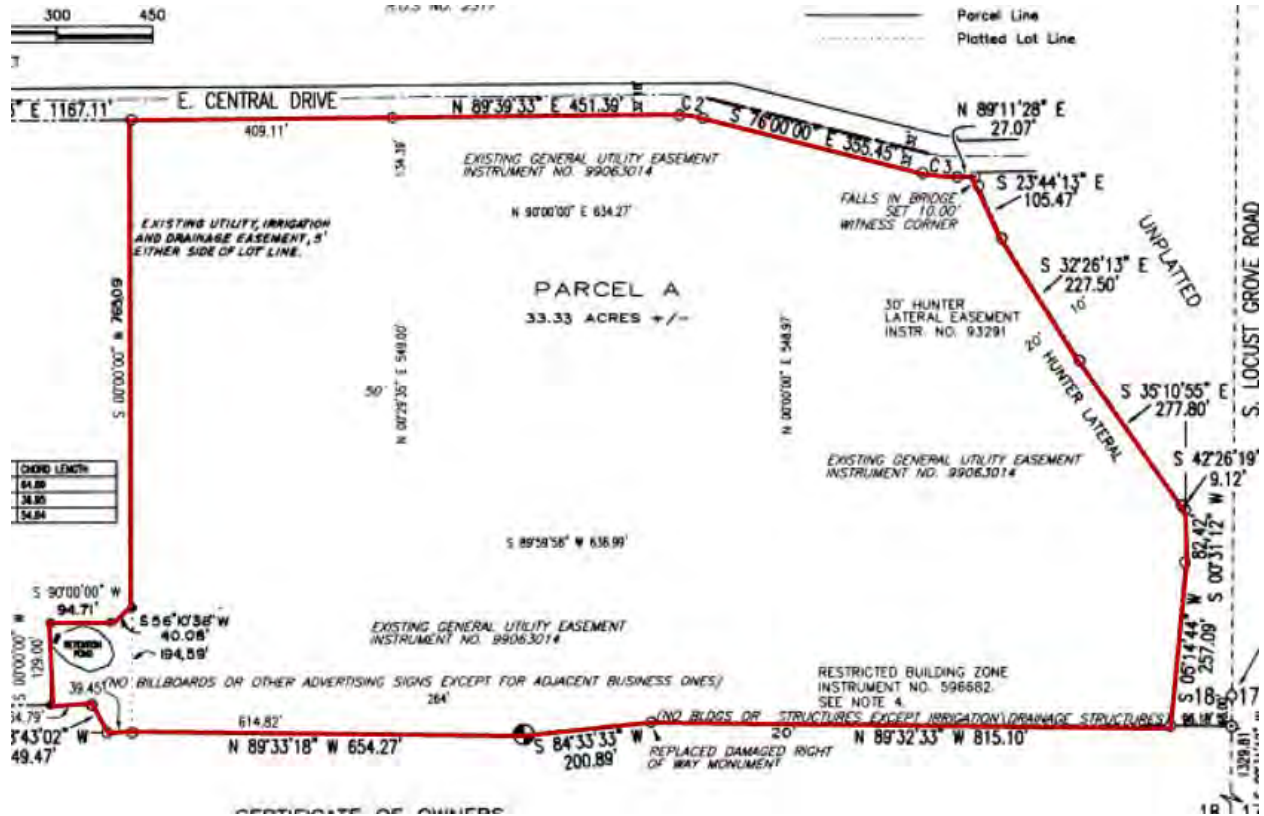 300 450
Parcel Line
Platted Lot Line
E 1167.11'
E. CENTRAL DRIVE
N 89°39'33" E 451.39'
C 2
S 76°00'00" E 355.45'
N 89°11'28" E
27.07'
409.11'
C 3
EXISTING GENERAL UTILITY EASEMENT
INSTRUMENT NO. 99063014
FALLS IN BRIDGE
SET 10.00'
WITNESS CORNER
S 23°44'13" E
105.47'
N 90°00'00" E 634.27'
EXISTING UTILITY, IRRIGATION
AND DRAINAGE EASEMENT, 5'
EITHER SIDE OF LOT LINE.
UNPLATTED
S. LOCUST GROVE ROAD
S 32°26'13" E
227.50'
PARCEL A
33.33 ACRES +/-
30' HUNTER
LATERAL EASEMENT
INSTR. NO. 93291
10'
20' HUNTER LATERAL
S 00°00'00" W 765.09
N 00°29'35" E 549.00'
N 00°00'00" E 548.97'
50'
S 35°10'55" E
277.80'
EXISTING GENERAL UTILITY EASEMENT
INSTRUMENT NO. 99063014
S 42°26'19"
9.12'
CHORD LENGTH
S 89°59'58" W 636.99'
82.42'
S 00°31'12" W
S 90°00'00" W
94.71'
S 56°10'36" W
40.08'
194.59'
RETENTION
POND
129.00'
EXISTING GENERAL UTILITY EASEMENT
INSTRUMENT NO. 99063014
S 05°14'44" W
257.09'
RESTRICTED BUILDING ZONE
INSTRUMENT NO. 596682
SEE NOTE 4.
18 17
39.45'
(NO BILLBOARDS OR OTHER ADVERTISING SIGNS EXCEPT FOR ADJACENT BUSINESS ONES)
264'
(NO BLDGS OR STRUCTURES EXCEPT IRRIGATION\DRAINAGE STRUCTURES)
614.82'
N 89°33'18" W 654.27'
S 84°33'33" W
200.89'
20'
N 89°32'33" W 815.10'
REPLACED DAMAGED RIGHT
OF WAY MONUMENT
43'02" W
49.47'
1329.81'
CERTIFICATE OF OWNERS